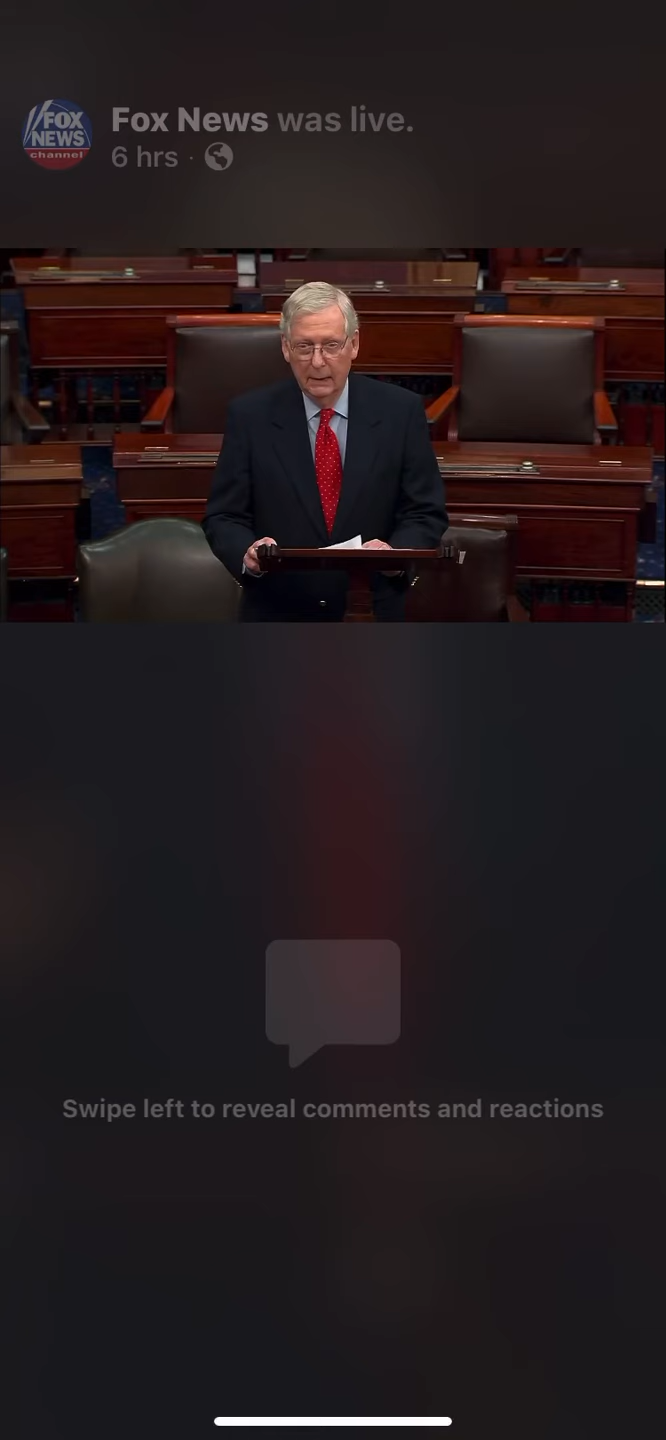 FOX
NEWS
channel
Fox News was live.
6 hrs ·
Swipe left to reveal comments and reactions